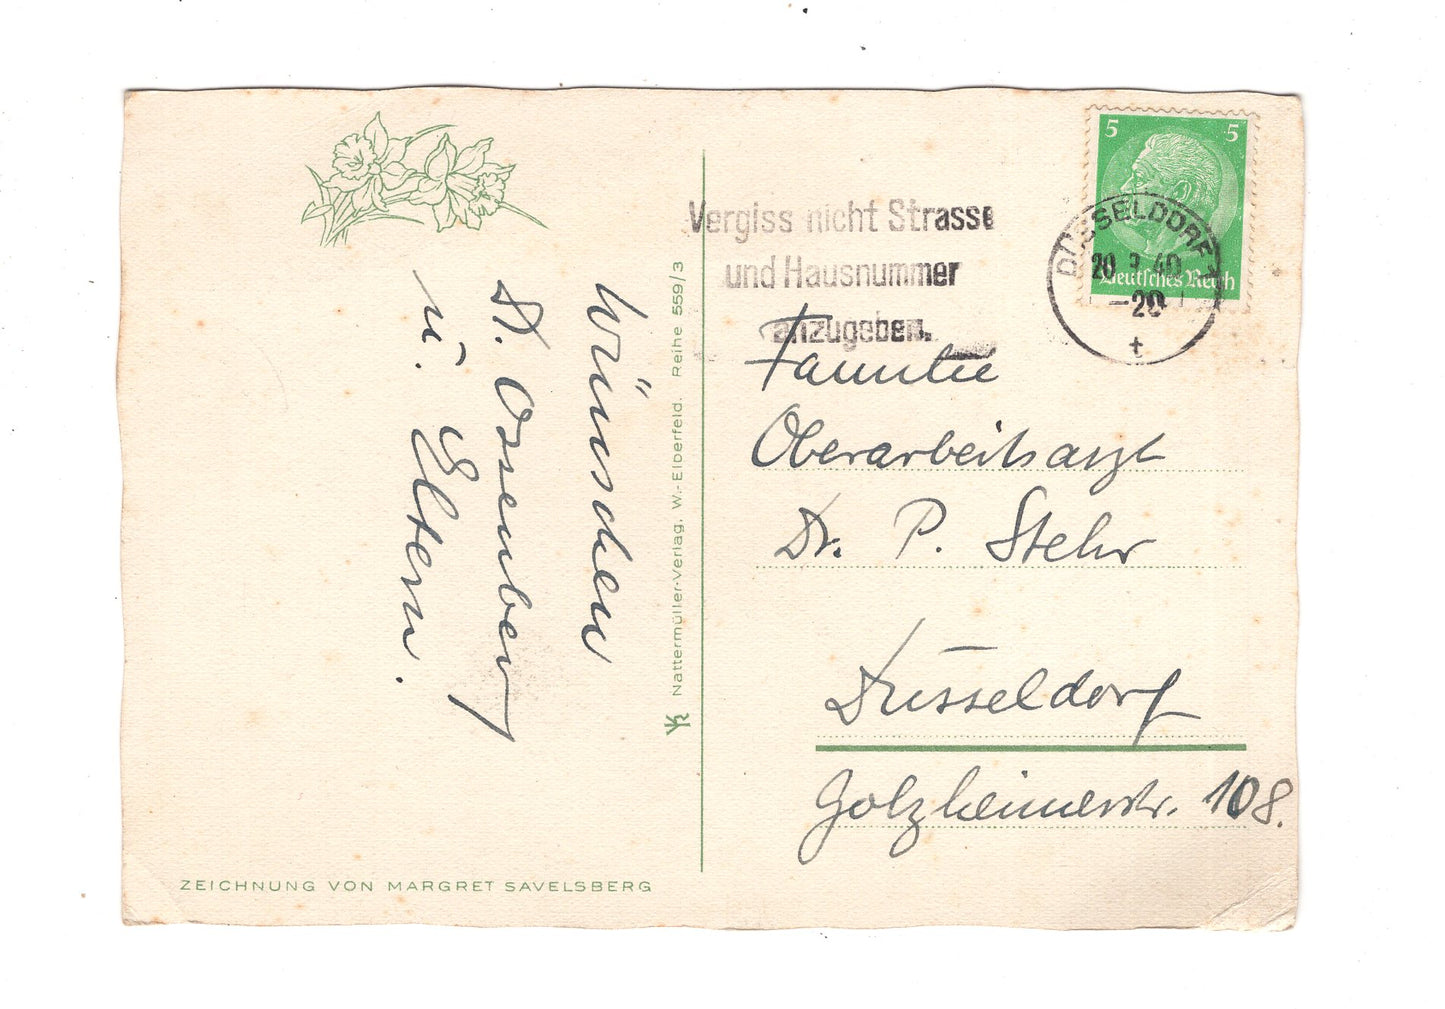 5 5
Deutsches Reich
DÜSSELDORF
20 3 40
-20
t
Vergiss nicht Strasse
und Hausnummer
anzugeben.
Familie
Oberarbeitsarzt
Dr. P. Stehr
Düsseldorf
Golzheimerstr. 108.
wünschen
u. Eltern.
Nattermüller-Verlag, W.-Elberfeld. Reihe 559/3
ZEICHNUNG VON MARGRET SAVELSBERG